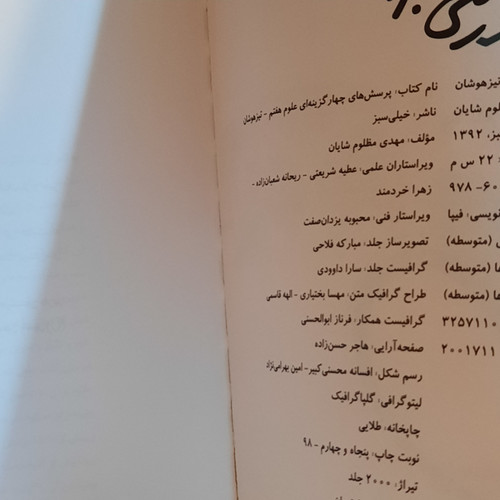 نام کتاب: پرسش‌های چهارگزینه‌ای علوم هفتم - تیزهوشان
ناشر: خیلی‌سبز
مؤلف: مهدی مظلوم شایان
ویراستاران علمی: عطیه شریعتی - ریحانه شعبان‌زاده -
زهرا خردمند
ویراستار فنی: محبوبه یزدان‌صفت
تصویرساز جلد: مبارکه فلاحی
گرافیست جلد: سارا داوودی
طراح گرافیک متن: مهسا بختیاری - الهه قاسمی
گرافیست همکار: فرناز ابوالحسنی
صفحه‌آرایی: هاجر حسن‌زاده
رسم شکل: افسانه محسنی‌کبیر - امین بهرامی‌نژاد
لیتوگرافی: گلپاگرافیک
چاپخانه: طلایی
نوبت چاپ: پنجاه و چهارم - ۹۸
تیراژ: ۲۰۰۰ جلد
تیزهوشان
شایان
۱۳۹۲
۲۲ س م
۹۷۸-۶۰
فیپا
(متوسطه)
(متوسطه)
(متوسطه)
۳۲۵۷۱۱۰
۲۰۰۱۷۱۱